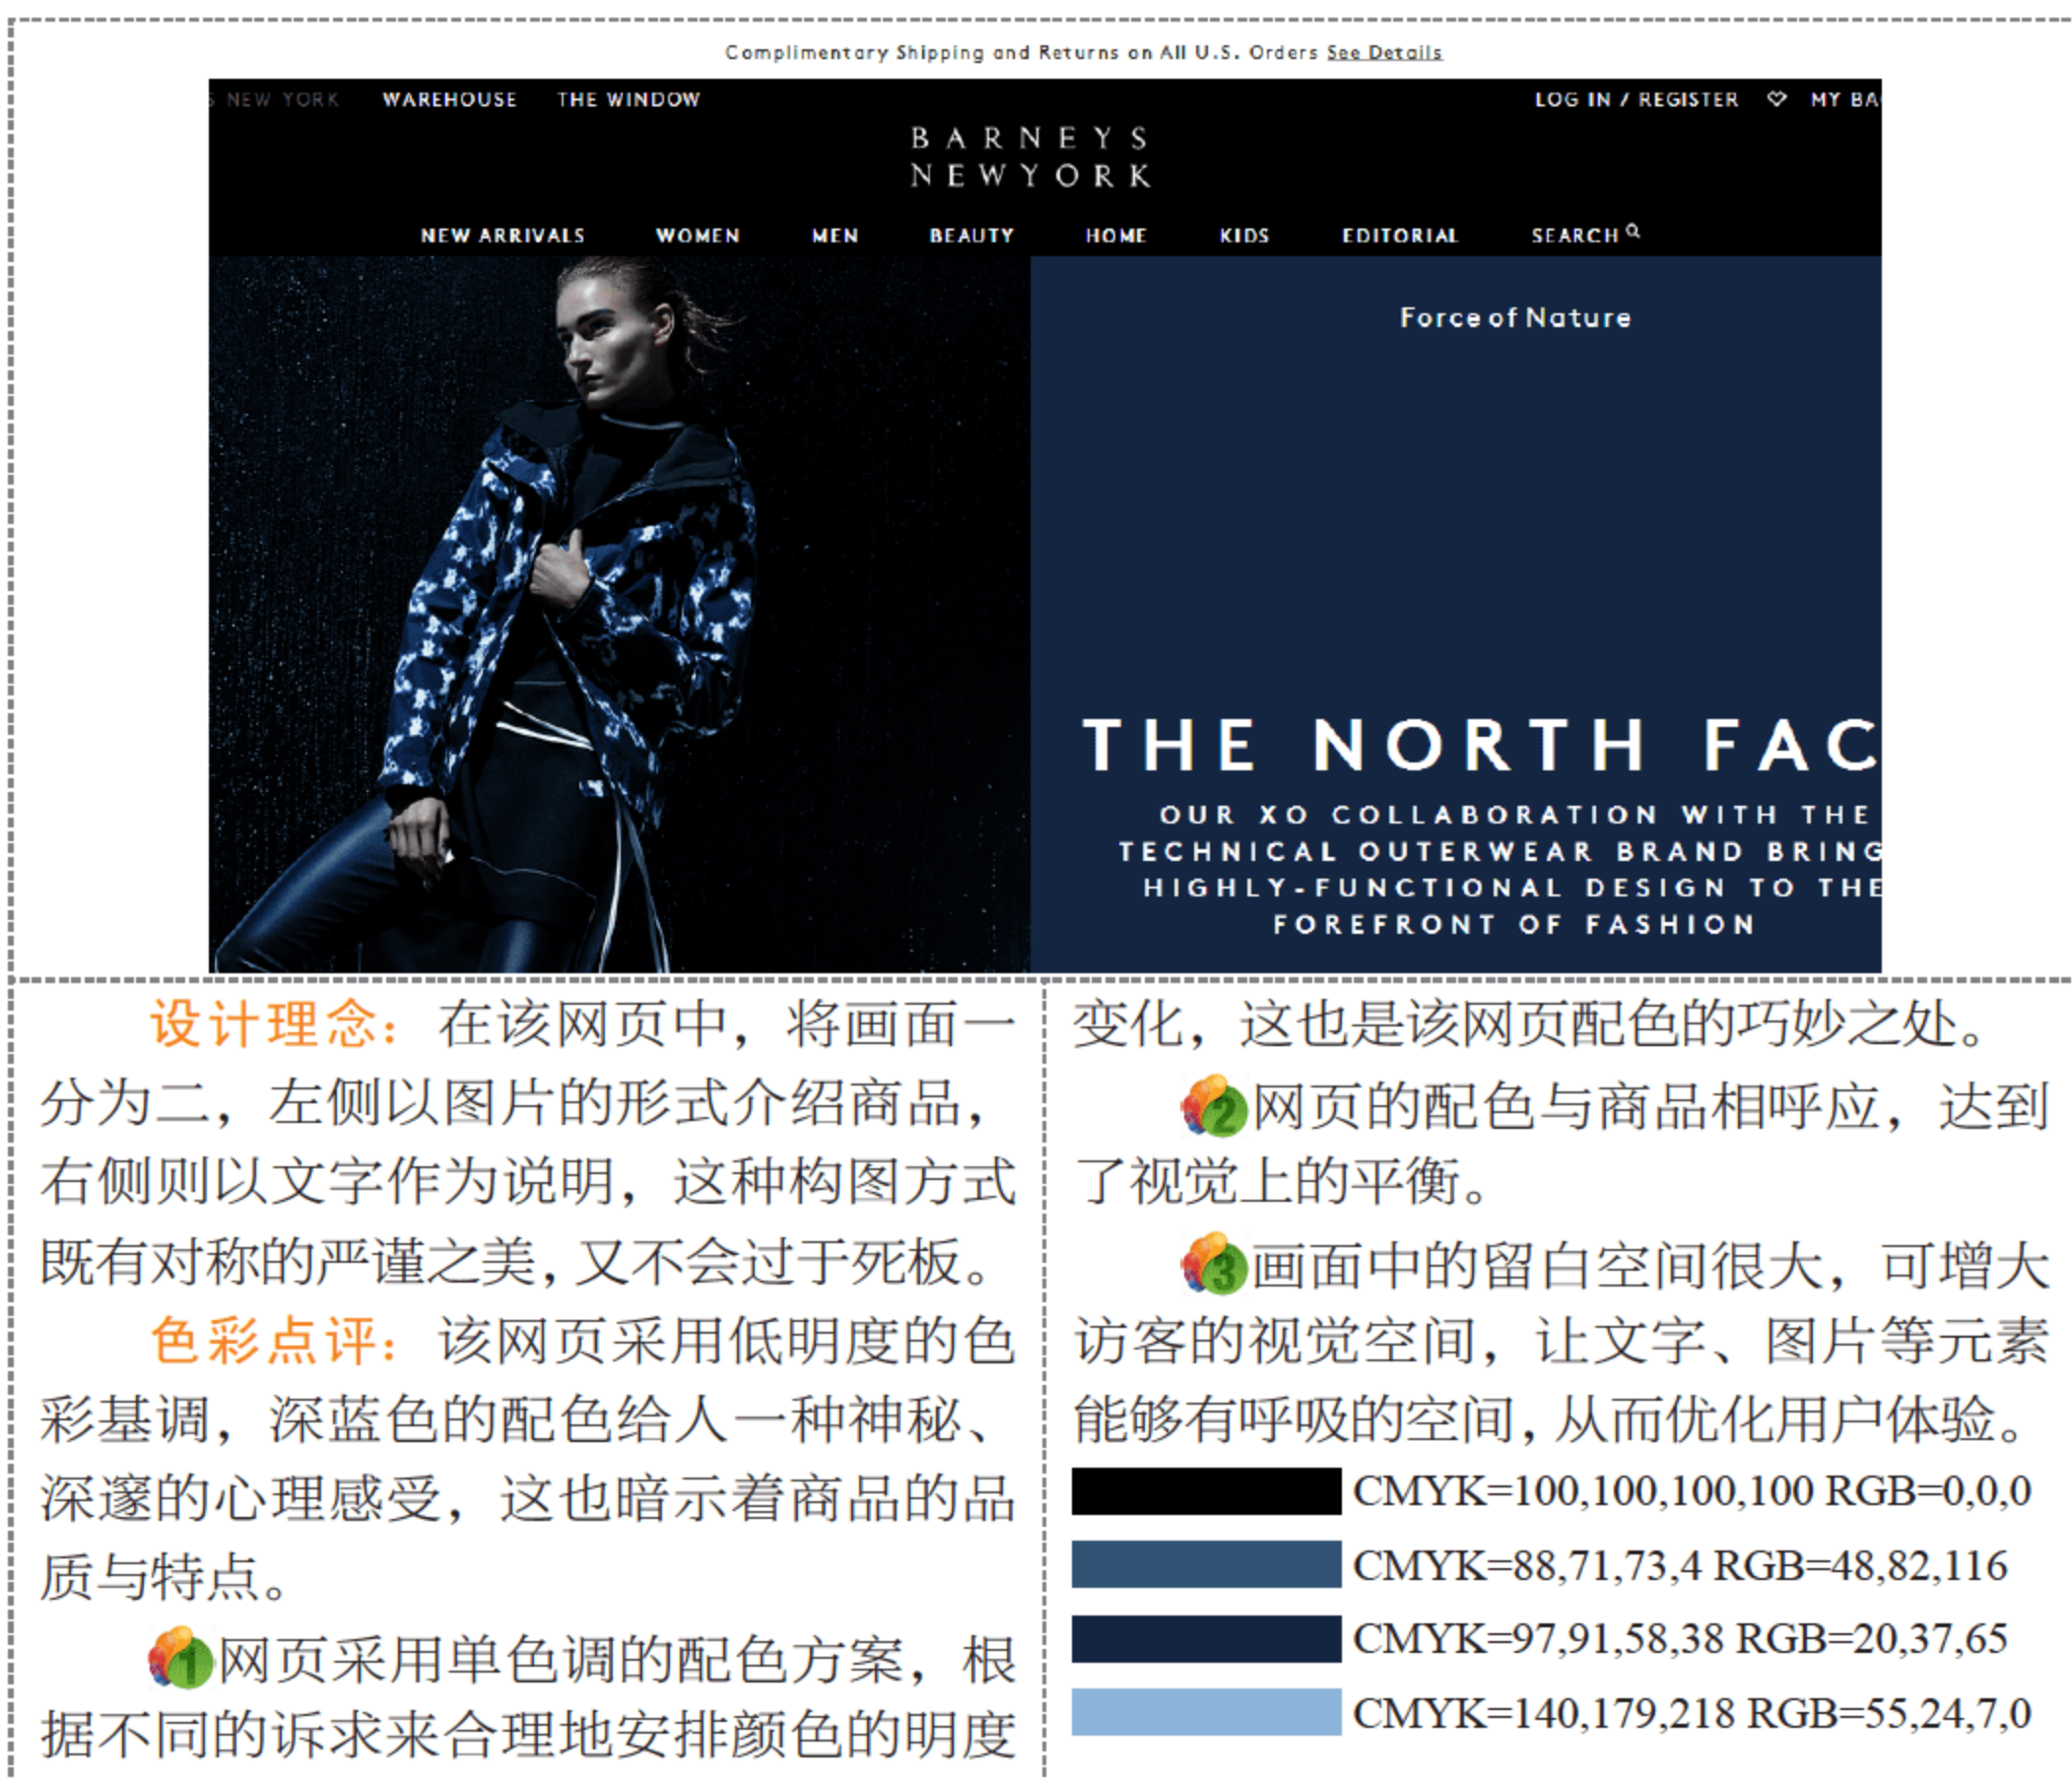 Complimentary Shipping and Returns on All U.S. Orders See Details
S NEW YORK WAREHOUSE THE WINDOW LOG IN / REGISTER MY BA
BARNEYS
NEWYORK
NEW ARRIVALS WOMEN MEN BEAUTY HOME KIDS EDITORIAL SEARCH
Force of Nature
THE NORTH FAC
OUR XO COLLABORATION WITH THE
TECHNICAL OUTERWEAR BRAND BRING
HIGHLY-FUNCTIONAL DESIGN TO THE
FOREFRONT OF FASHION
设计理念：在该网页中，将画面一
分为二，左侧以图片的形式介绍商品，
右侧则以文字作为说明，这种构图方式
既有对称的严谨之美，又不会过于死板。
色彩点评：该网页采用低明度的色
彩基调，深蓝色的配色给人一种神秘、
深邃的心理感受，这也暗示着商品的品
质与特点。
1网页采用单色调的配色方案，根
据不同的诉求来合理地安排颜色的明度
变化，这也是该网页配色的巧妙之处。
2网页的配色与商品相呼应，达到
了视觉上的平衡。
3画面中的留白空间很大，可增大
访客的视觉空间，让文字、图片等元素
能够有呼吸的空间，从而优化用户体验。
CMYK=100,100,100,100 RGB=0,0,0
CMYK=88,71,73,4 RGB=48,82,116
CMYK=97,91,58,38 RGB=20,37,65
CMYK=140,179,218 RGB=55,24,7,0